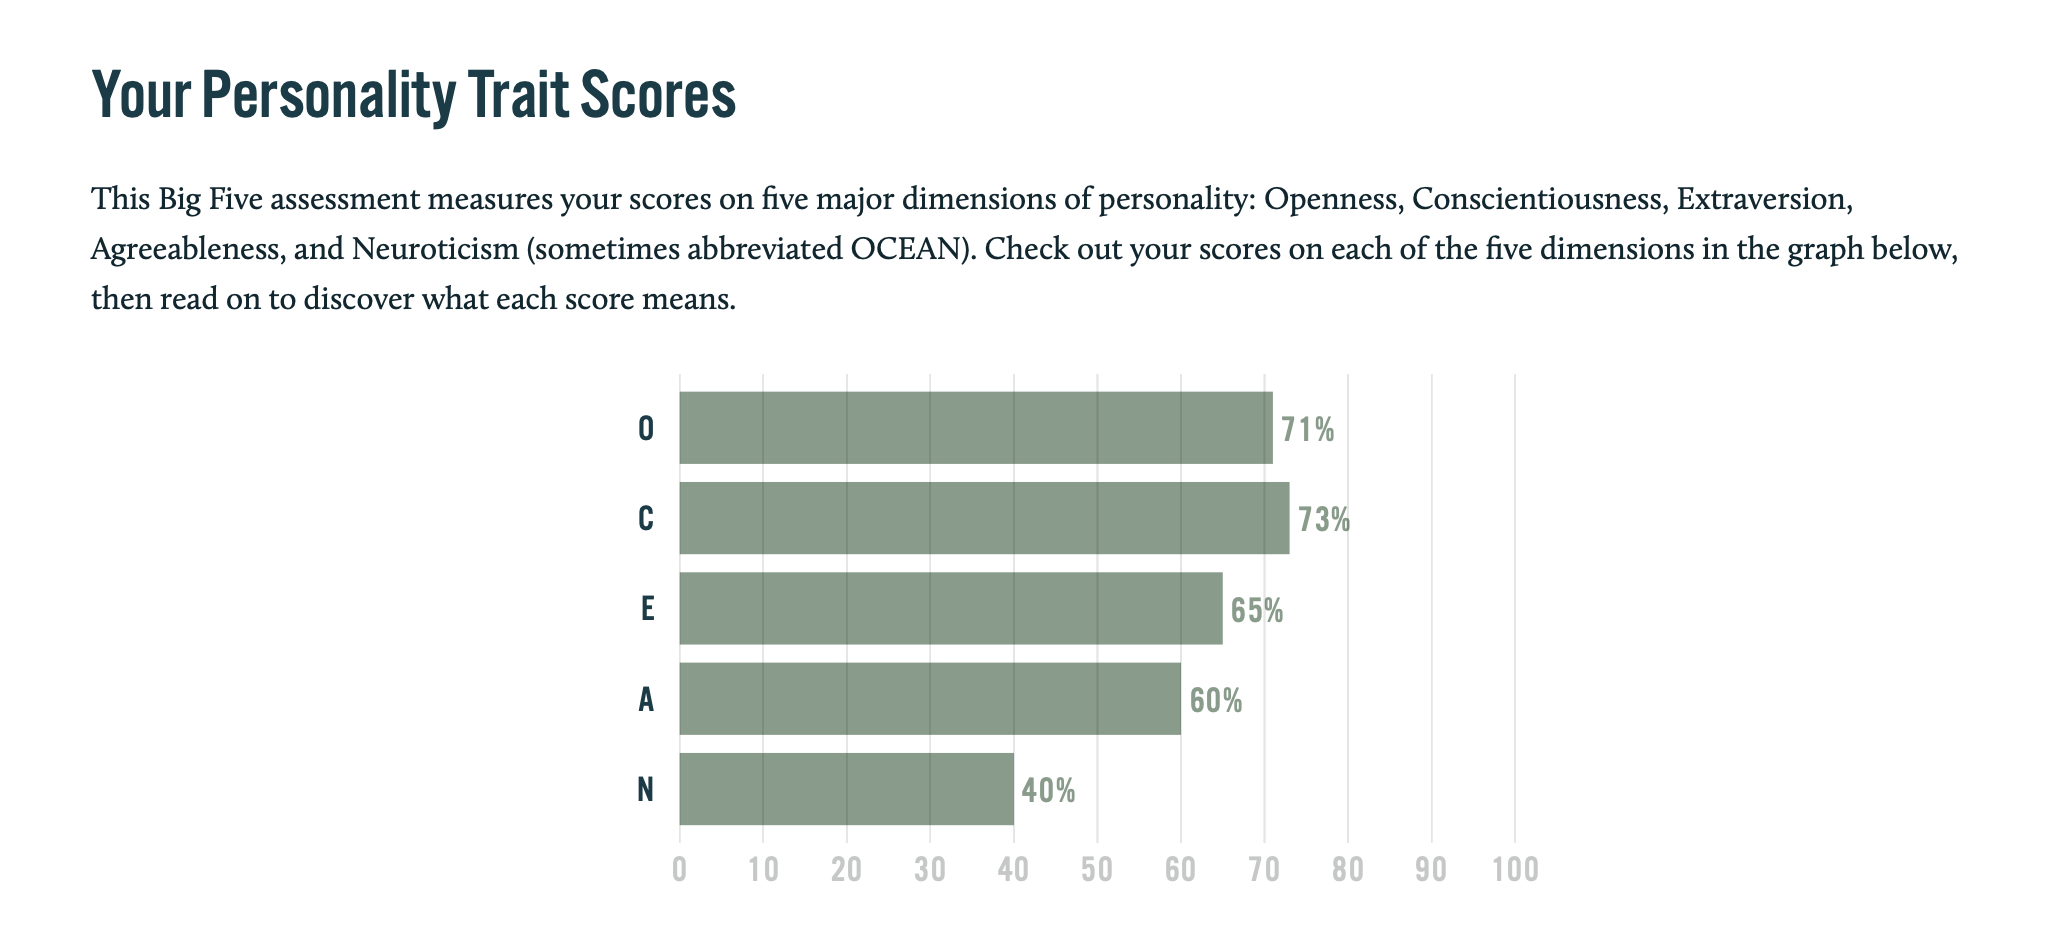 Your Personality Trait Scores
This Big Five assessment measures your scores on five major dimensions of personality: Openness, Conscientiousness, Extraversion,
Agreeableness, and Neuroticism (sometimes abbreviated OCEAN). Check out your scores on each of the five dimensions in the graph below,
then read on to discover what each score means.
O 71%
C 73%
E 65%
A 60%
N 40%
0 10 20 30 40 50 60 70 80 90 100